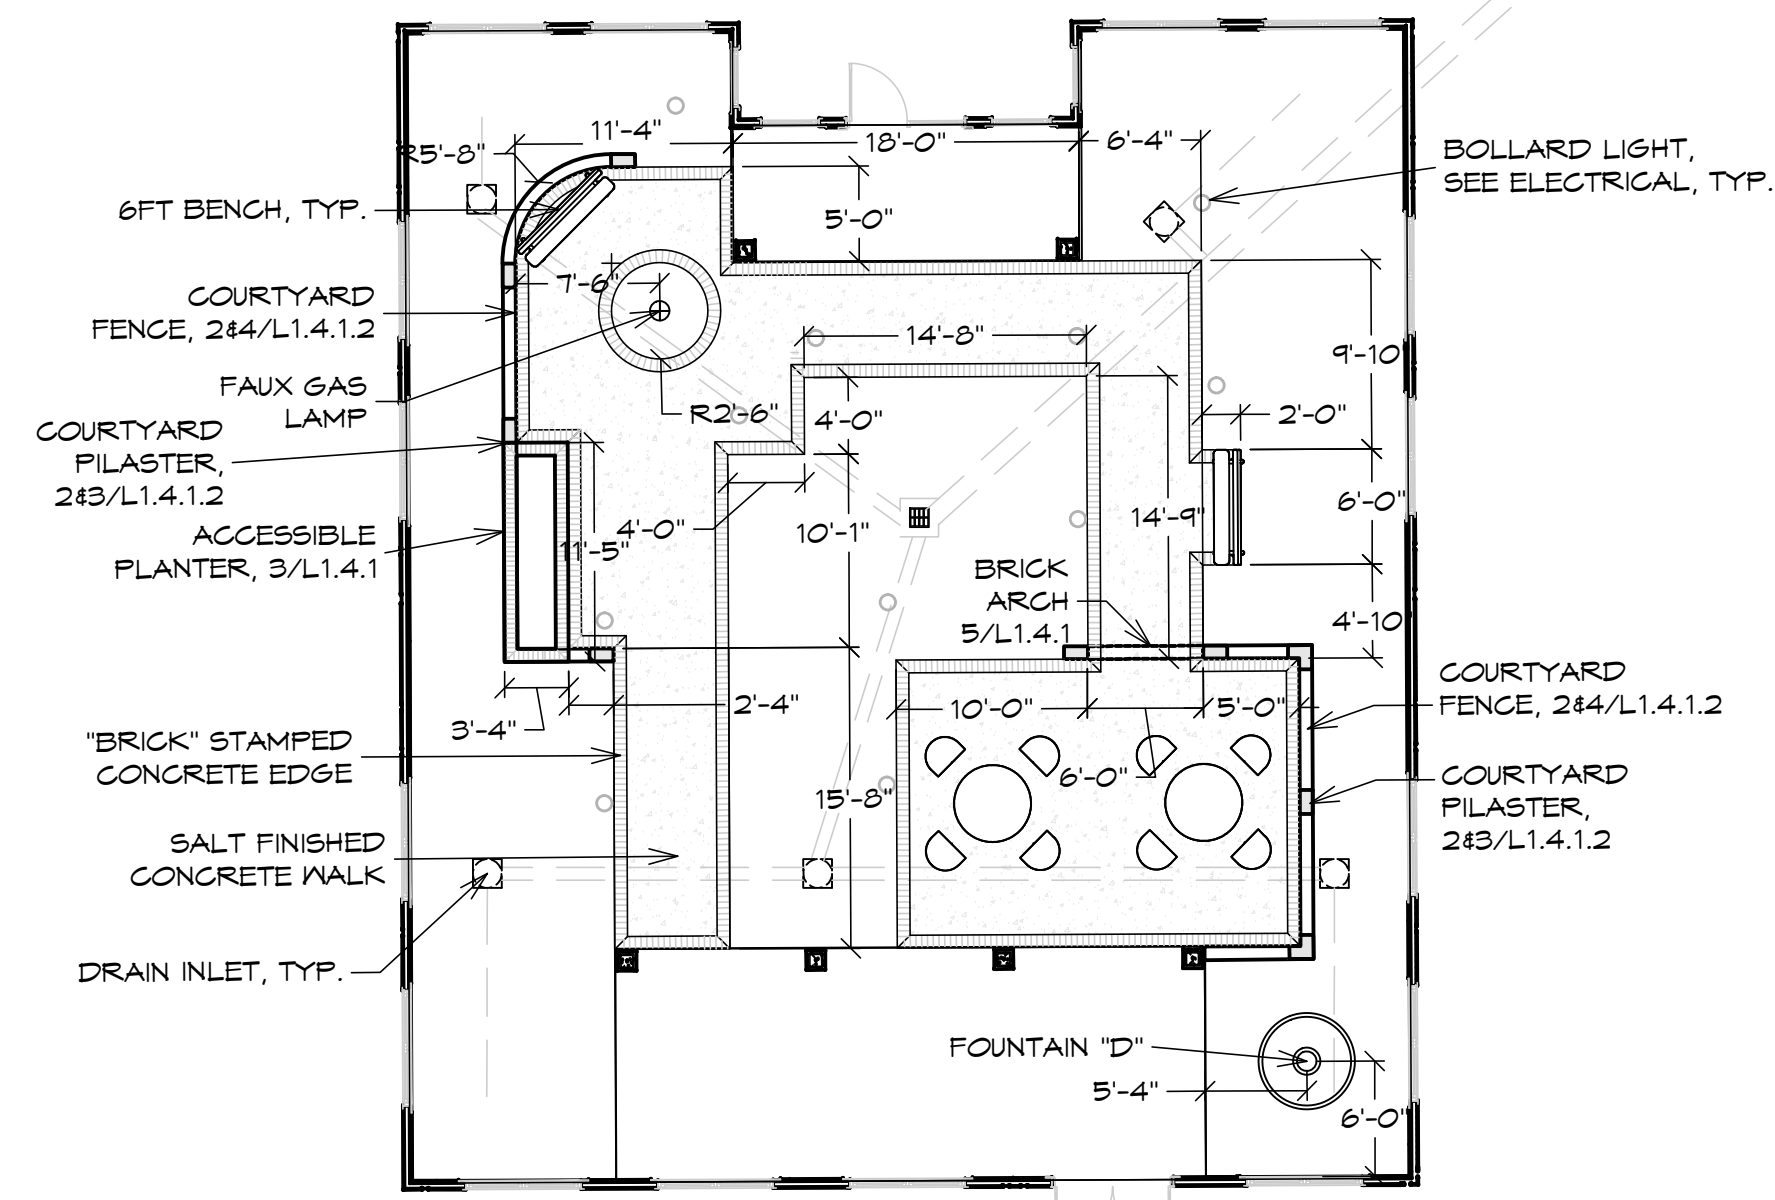 11'-4"
18'-0"
6'-4"
R5'-8"
BOLLARD LIGHT,
SEE ELECTRICAL, TYP.
6FT BENCH, TYP.
5'-0"
7'-6"
COURTYARD
FENCE, 2&4/L1.4.1.2
14'-8"
9'-10"
FAUX GAS
LAMP
R2'-6"
4'-0"
2'-0"
COURTYARD
PILASTER,
2&3/L1.4.1.2
6'-0"
14'-9"
4'-0"
10'-1"
ACCESSIBLE
PLANTER, 3/L1.4.1
11'-5"
BRICK
ARCH
5/L1.4.1
4'-10"
COURTYARD
FENCE, 2&4/L1.4.1.2
3'-4"
2'-4"
10'-0"
5'-0"
"BRICK" STAMPED
CONCRETE EDGE
6'-0"
15'-8"
COURTYARD
PILASTER,
2&3/L1.4.1.2
SALT FINISHED
CONCRETE WALK
DRAIN INLET, TYP.
FOUNTAIN "D"
5'-4"
6'-0"